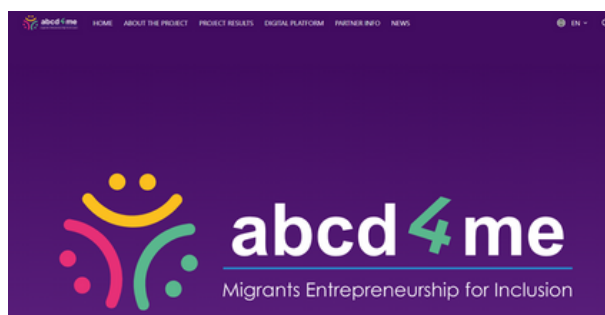 abcd4me HOME ABOUT THE PROJECT PROJECT RESULTS DIGITAL PLATFORM PARTNER INFO NEWS EN
abcd4me
Migrants Entrepreneurship for Inclusion